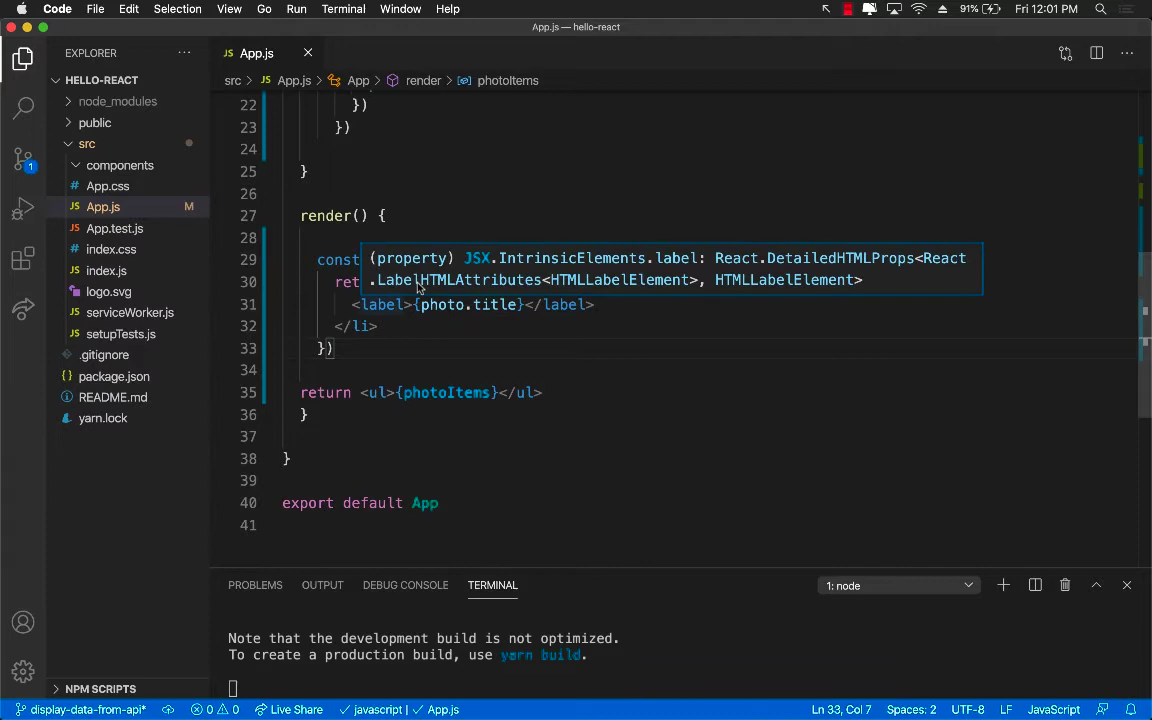 Code File Edit Selection View Go Run Terminal Window Help 91% Fri 12:01 PM
App.js — hello-react
EXPLORER
App.js
HELLO-REACT
src > JS App.js > App > render > photoItems
node_modules
public
src
components
# App.css
JS App.js M
JS App.test.js
# index.css
JS index.js
logo.svg
JS serviceWorker.js
JS setupTests.js
.gitignore
package.json
README.md
yarn.lock
NPM SCRIPTS
1
22 })
23 })
24
25 }
26
27 render() {
28
29 const
(property) JSX.IntrinsicElements.label: React.DetailedHTMLProps<React
.LabelHTMLAttributes<HTMLLabelElement>, HTMLLabelElement>
30 ret
31 <label>{photo.title}</label>
32 </li>
33 })
34
35 return <ul>{photoItems}</ul>
36 }
37
38 }
39
40 export default App
41
PROBLEMS OUTPUT DEBUG CONSOLE TERMINAL 1: node
Note that the development build is not optimized.
To create a production build, use yarn build.
display-data-from-api* 0 0 Live Share javascript | App.js Ln 33, Col 7 Spaces: 2 UTF-8 LF JavaScript